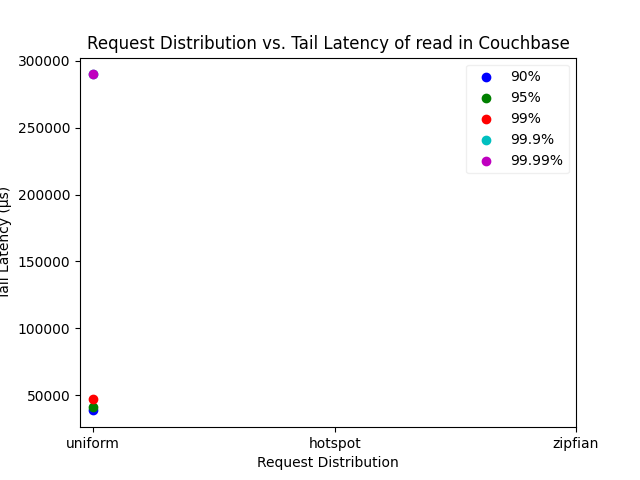 Request Distribution vs. Tail Latency of read in Couchbase
300000
250000
200000
150000
100000
50000
Tail Latency (µs)
90%
95%
99%
99.9%
99.99%
uniform
hotspot
zipfian
Request Distribution